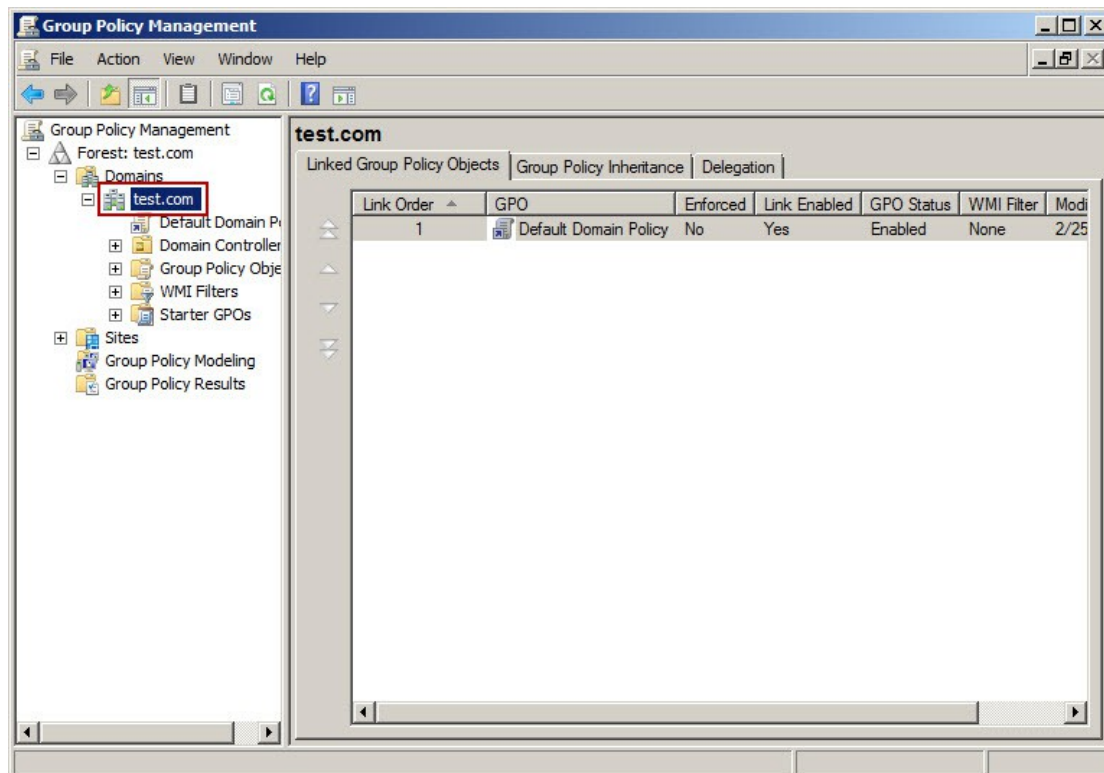 Group Policy Management
File Action View Window Help
Group Policy Management
Forest: test.com
Domains
test.com
Default Domain P
Domain Controller
Group Policy Obje
WMI Filters
Starter GPOs
Sites
Group Policy Modeling
Group Policy Results
test.com
Linked Group Policy Objects Group Policy Inheritance Delegation
Link Order GPO Enforced Link Enabled GPO Status WMI Filter Modi
1 Default Domain Policy No Yes Enabled None 2/25